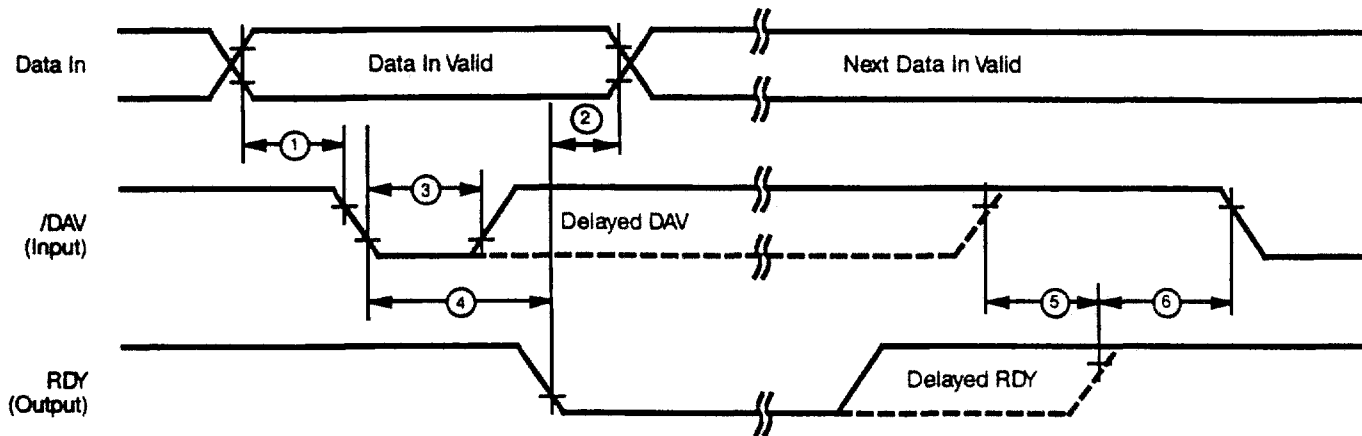 Data In
Data In Valid
Next Data In Valid
2
1
3
/DAV
(Input)
Delayed DAV
4
5
6
RDY
(Output)
Delayed RDY